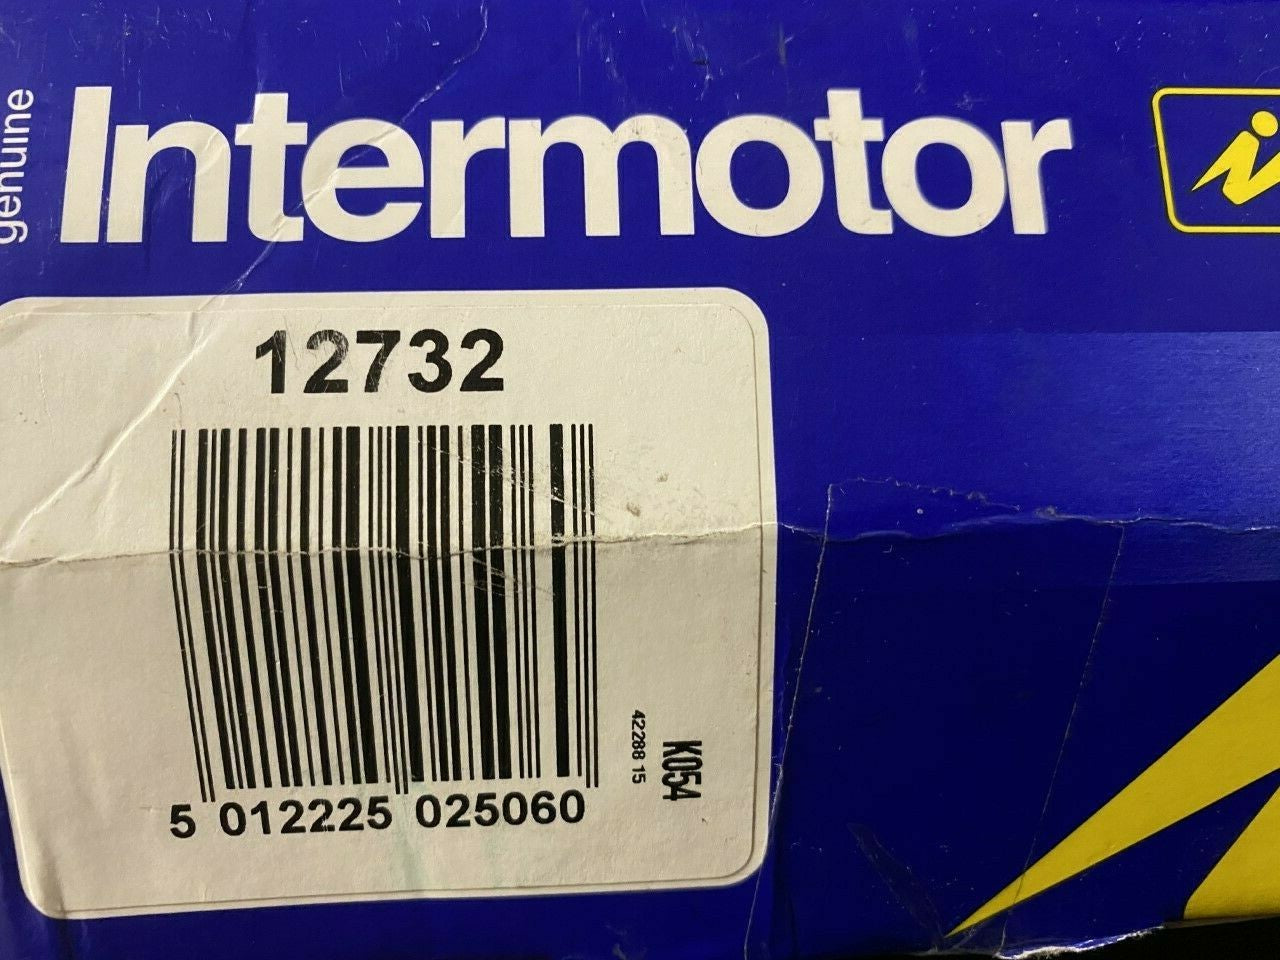 genuine
Intermotor
12732
5 012225 025060
42288 15
K054